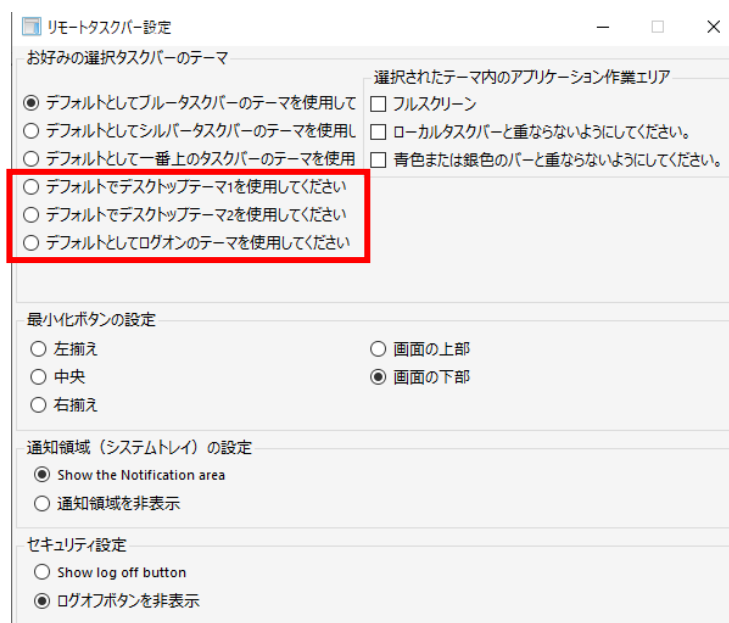 リモートタスクバー設定
お好みの選択タスクバーのテーマ
デフォルトとしてブルータスクバーのテーマを使用して
デフォルトとしてシルバータスクバーのテーマを使用し
デフォルトとして一番上のタスクバーのテーマを使用
デフォルトでデスクトップテーマ1を使用してください
デフォルトでデスクトップテーマ2を使用してください
デフォルトとしてログオンのテーマを使用してください
選択されたテーマ内のアプリケーション作業エリア
フルスクリーン
ローカルタスクバーと重ならないようにしてください。
青色または銀色のバーと重ならないようにしてください。
最小化ボタンの設定
左揃え
中央
右揃え
画面の上部
画面の下部
通知領域（システムトレイ）の設定
Show the Notification area
通知領域を非表示
セキュリティ設定
Show log off button
ログオフボタンを非表示